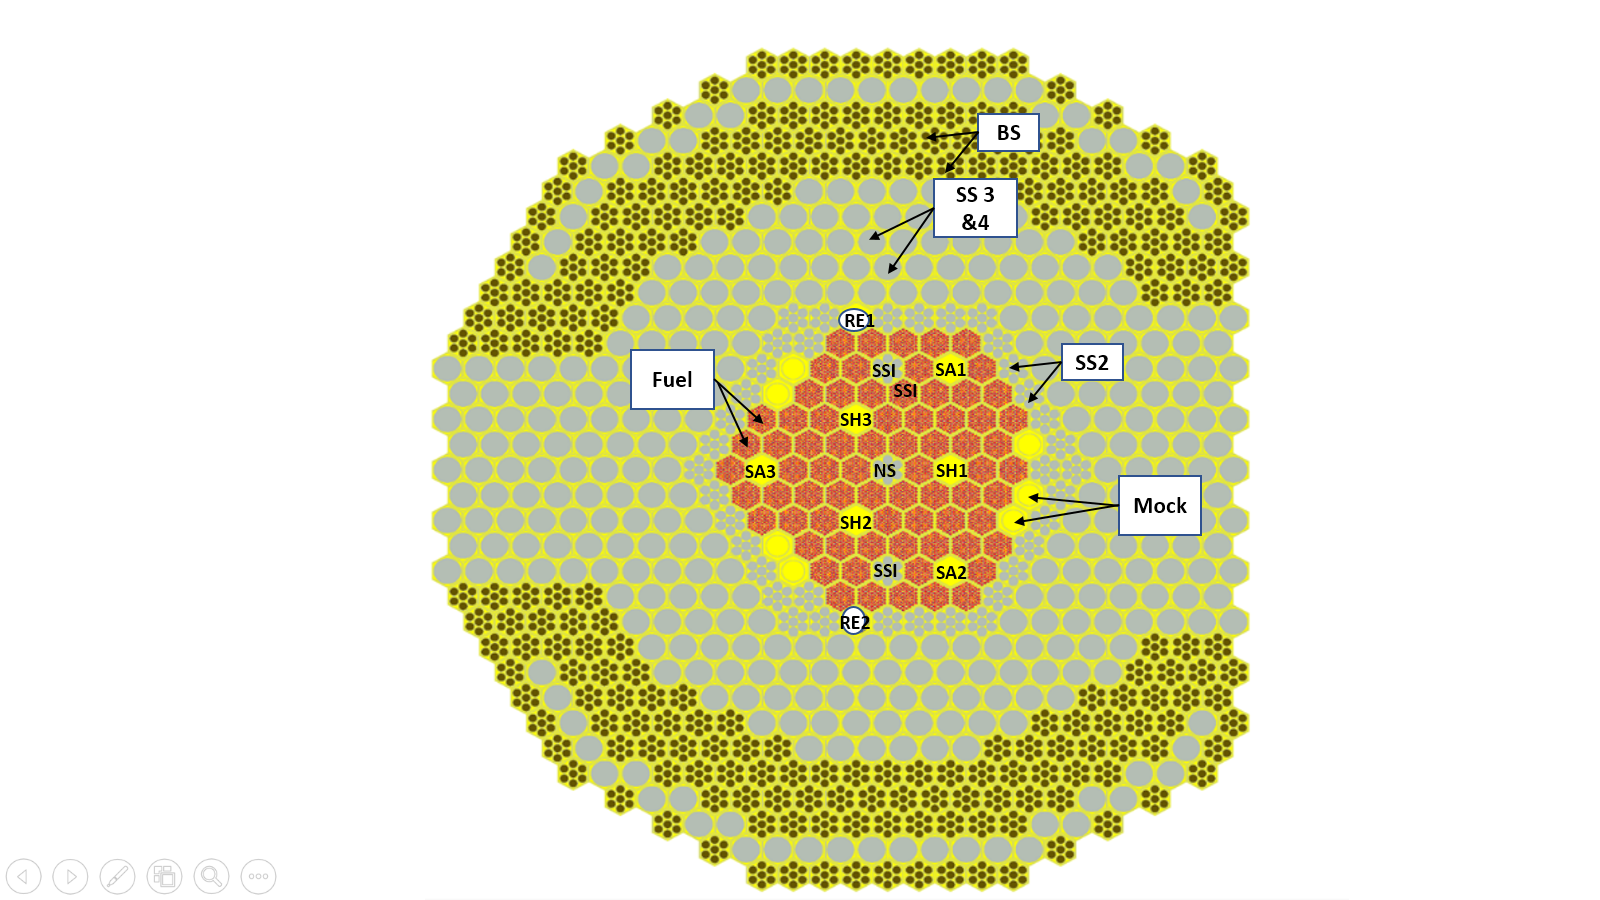 BS
SS 3
&4
RE1
SS2
Fuel
SSI
SA1
SSI
SH3
SA3
NS
SH1
Mock
SH2
SSI
SA2
RE2